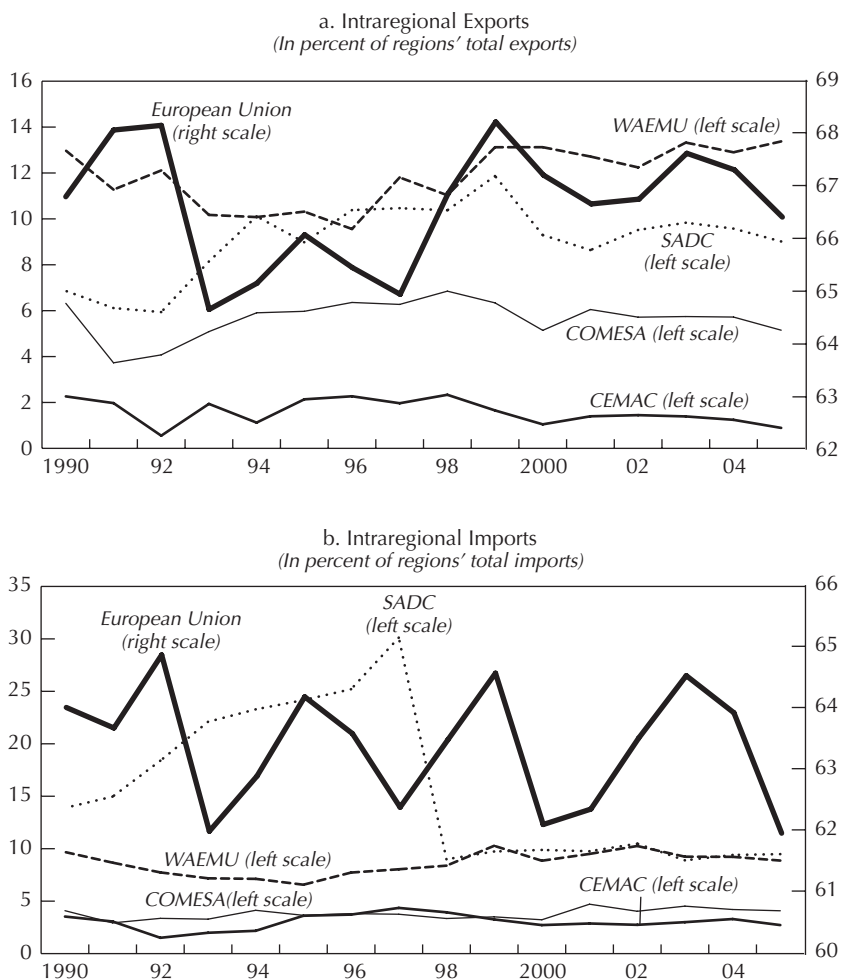 a. Intraregional Exports
(In percent of regions' total exports)
16
14
12
10
8
6
4
2
0
69
68
67
66
65
64
63
62
European Union
(right scale)
WAEMU (left scale)
SADC
(left scale)
COMESA (left scale)
CEMAC (left scale)
1990 92 94 96 98 2000 02 04
b. Intraregional Imports
(In percent of regions' total imports)
35
30
25
20
15
10
5
0
66
65
64
63
62
61
60
European Union
(right scale)
SADC
(left scale)
WAEMU (left scale)
COMESA(left scale)
CEMAC (left scale)
1990 92 94 96 98 2000 02 04